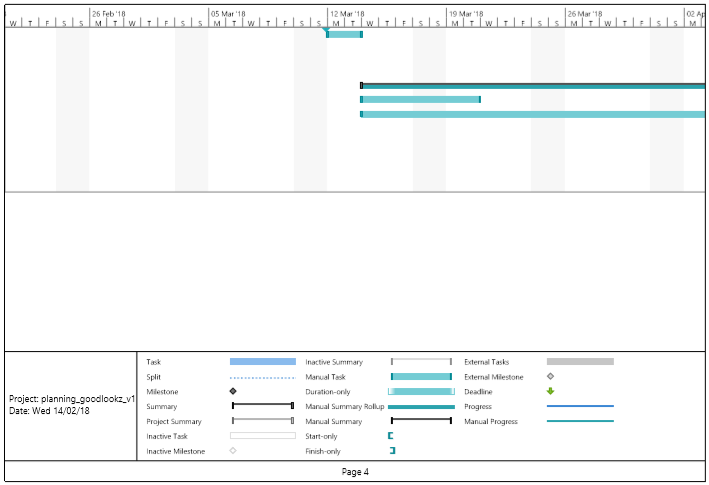 26 Feb '18 05 Mar '18 12 Mar '18 19 Mar '18 26 Mar '18 02 Ap
W T F S S M T W T F S S M T W T F S S M T W T F S S M T W T F S S M T W T F S S M T
Task Inactive Summary External Tasks
Split Manual Task External Milestone
Milestone Duration-only Deadline
Project: planning_goodlookz_v1 Summary Manual Summary Rollup Progress
Date: Wed 14/02/18 Project Summary Manual Summary Manual Progress
Inactive Task Start-only
Inactive Milestone Finish-only
Page 4